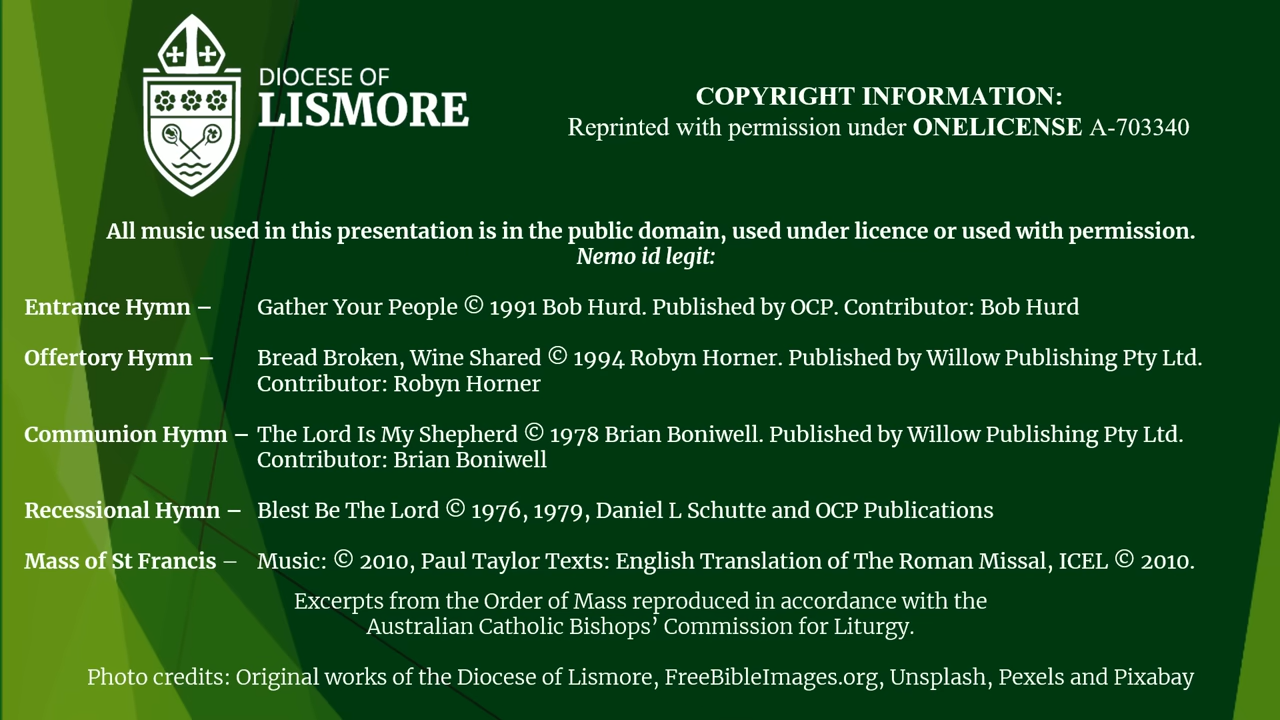 DIOCESE OF
LISMORE
COPYRIGHT INFORMATION:
Reprinted with permission under ONELICENSE A-703340
All music used in this presentation is in the public domain, used under licence or used with permission.
Nemo id legit:
Entrance Hymn – Gather Your People © 1991 Bob Hurd. Published by OCP. Contributor: Bob Hurd
Offertory Hymn – Bread Broken, Wine Shared © 1994 Robyn Horner. Published by Willow Publishing Pty Ltd.
Contributor: Robyn Horner
Communion Hymn – The Lord Is My Shepherd © 1978 Brian Boniwell. Published by Willow Publishing Pty Ltd.
Contributor: Brian Boniwell
Recessional Hymn – Blest Be The Lord © 1976, 1979, Daniel L Schutte and OCP Publications
Mass of St Francis – Music: © 2010, Paul Taylor Texts: English Translation of The Roman Missal, ICEL © 2010.
Excerpts from the Order of Mass reproduced in accordance with the
Australian Catholic Bishops’ Commission for Liturgy.
Photo credits: Original works of the Diocese of Lismore, FreeBibleImages.org, Unsplash, Pexels and Pixabay